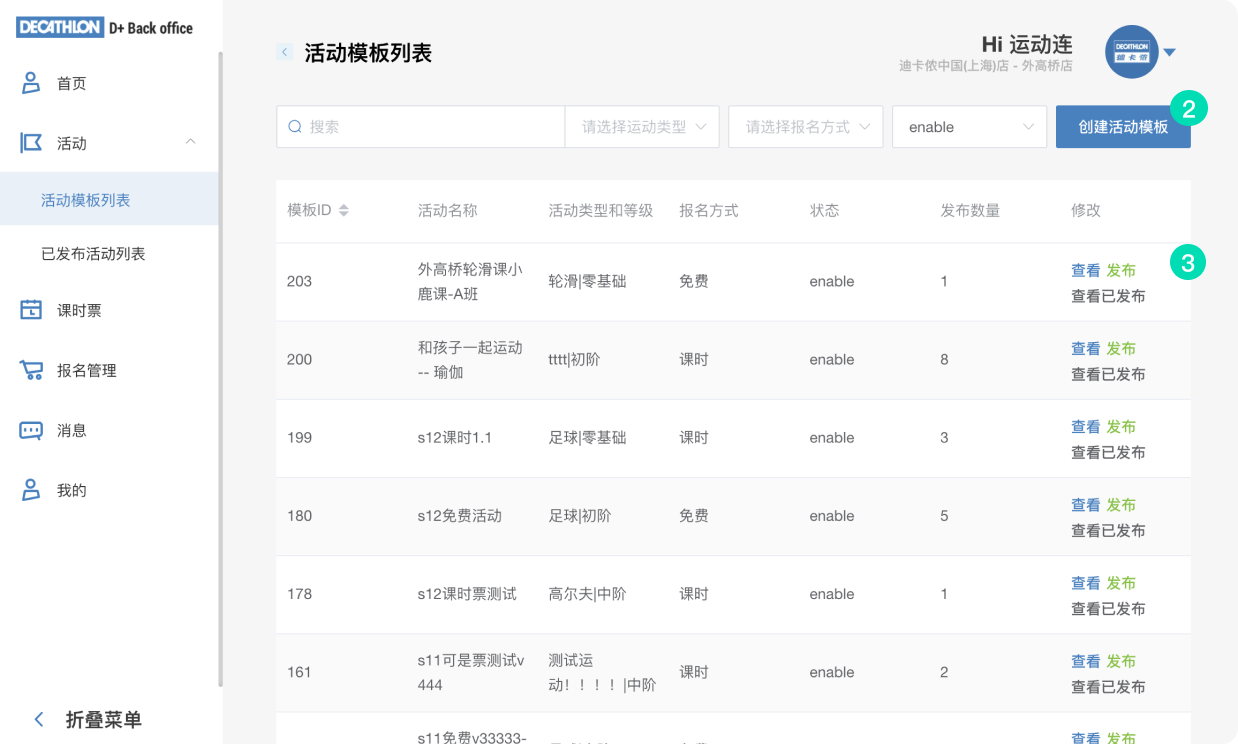 DECATHLON D+ Back office
首页
活动
活动模板列表
已发布活动列表
课时票
报名管理
消息
我的
折叠菜单
活动模板列表
Hi 运动连
迪卡侬中国(上海)店 - 外高桥店
DECATHLON
迪卡侬
搜索
请选择运动类型
请选择报名方式
enable
创建活动模板
2
模板ID 活动名称 活动类型和等级 报名方式 状态 发布数量 修改
203 外高桥轮滑课小 轮滑|零基础 免费 enable 1 查看 发布 3
鹿课-A班 查看已发布
200 和孩子一起运动 tttt|初阶 课时 enable 8 查看 发布
-- 瑜伽 查看已发布
199 s12课时1.1 足球|零基础 课时 enable 3 查看 发布
查看已发布
180 s12免费活动 足球|初阶 免费 enable 5 查看 发布
查看已发布
178 s12课时票测试 高尔夫|中阶 课时 enable 1 查看 发布
查看已发布
161 s11可是票测试v 测试运 课时 enable 2 查看 发布
444 动！！！！|中阶 查看已发布
s11免费v33333- 查看 发布